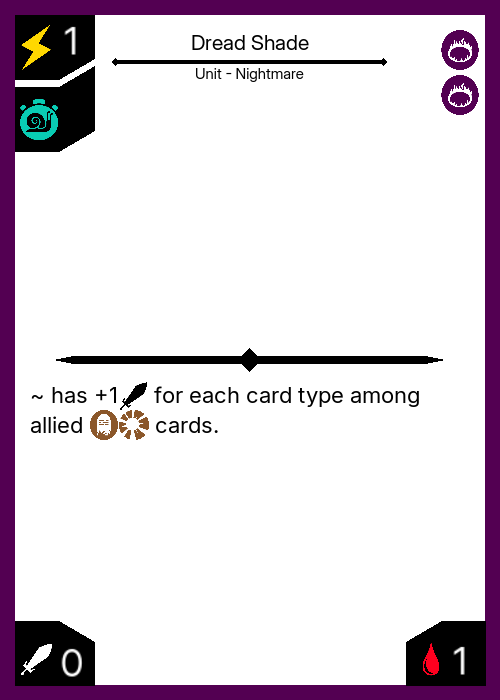 1
Dread Shade
Unit - Nightmare
~ has +1 for each card type among
allied cards.
0
1